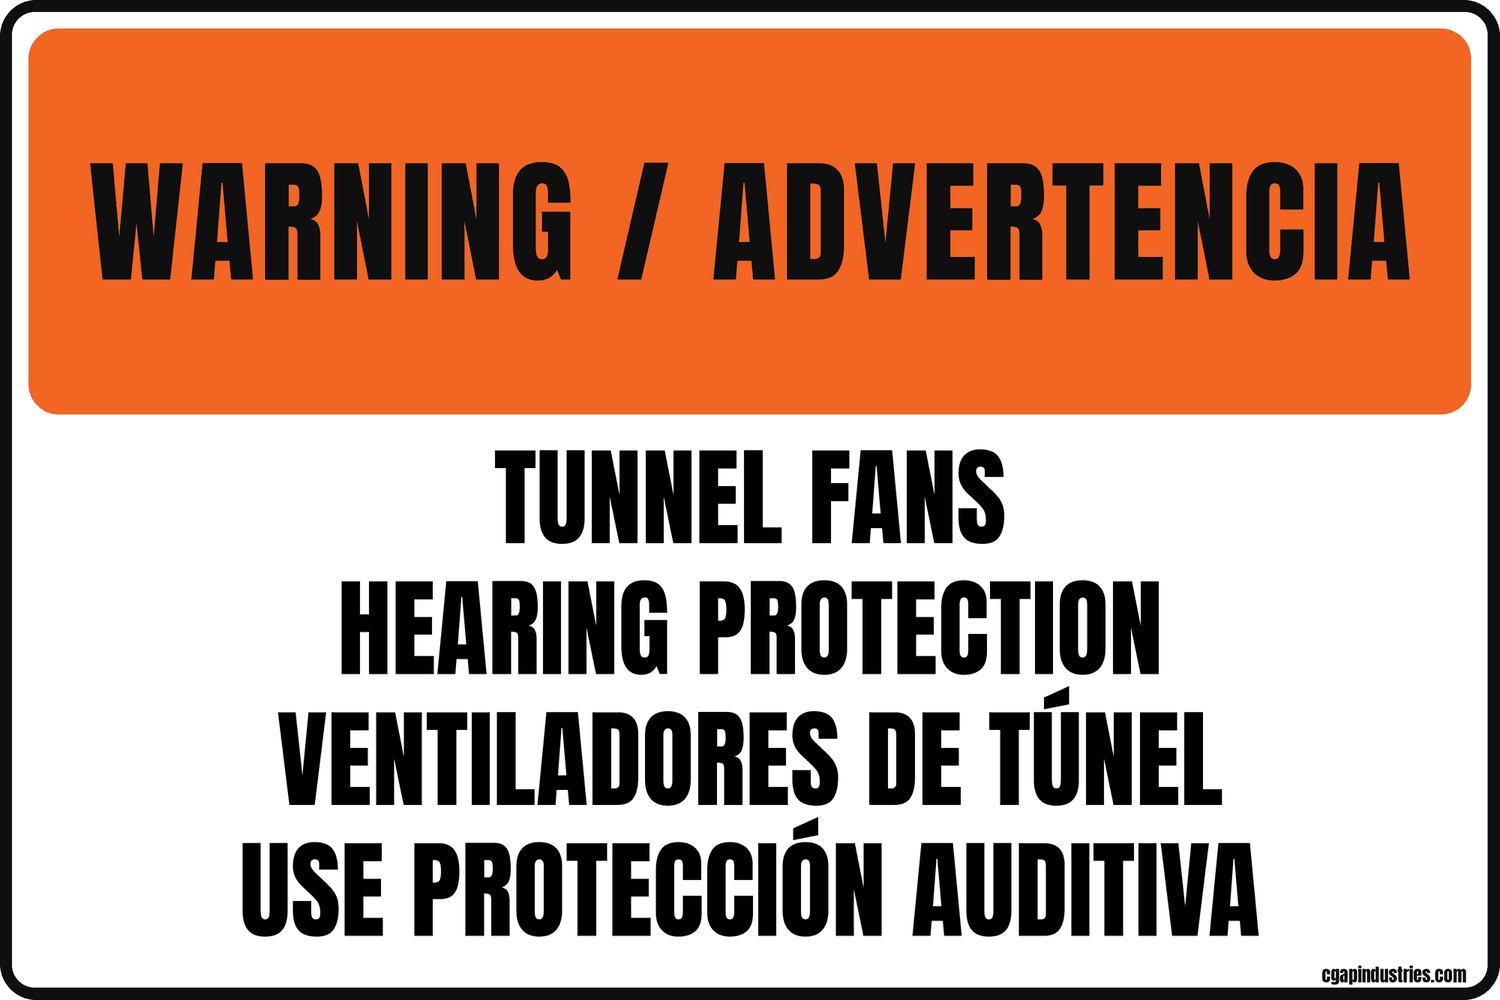 WARNING / ADVERTENCIA
TUNNEL FANS
HEARING PROTECTION
VENTILADORES DE TÚNEL
USE PROTECCIÓN AUDITIVA
cgapindustries.com